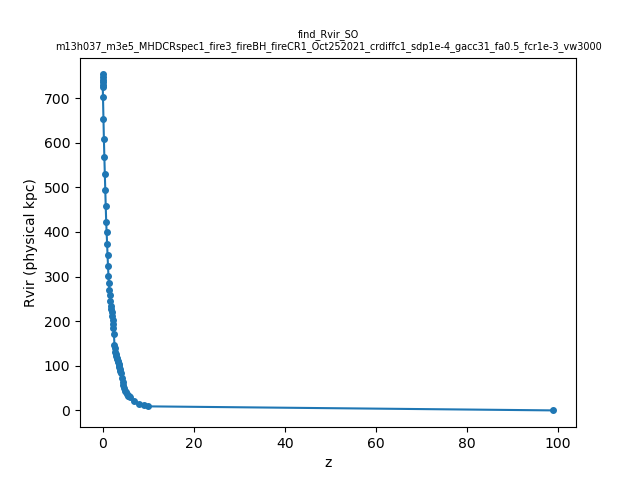 find_Rvir_SO
m13h037_m3e5_MHDCRspec1_fire3_fireBH_fireCR1_Oct252021_crdiffc1_sdp1e-4_gacc31_fa0.5_fcr1e-3_vw3000
Rvir (physical kpc)
700
600
500
400
300
200
100
0
0 20 40 60 80 100
z